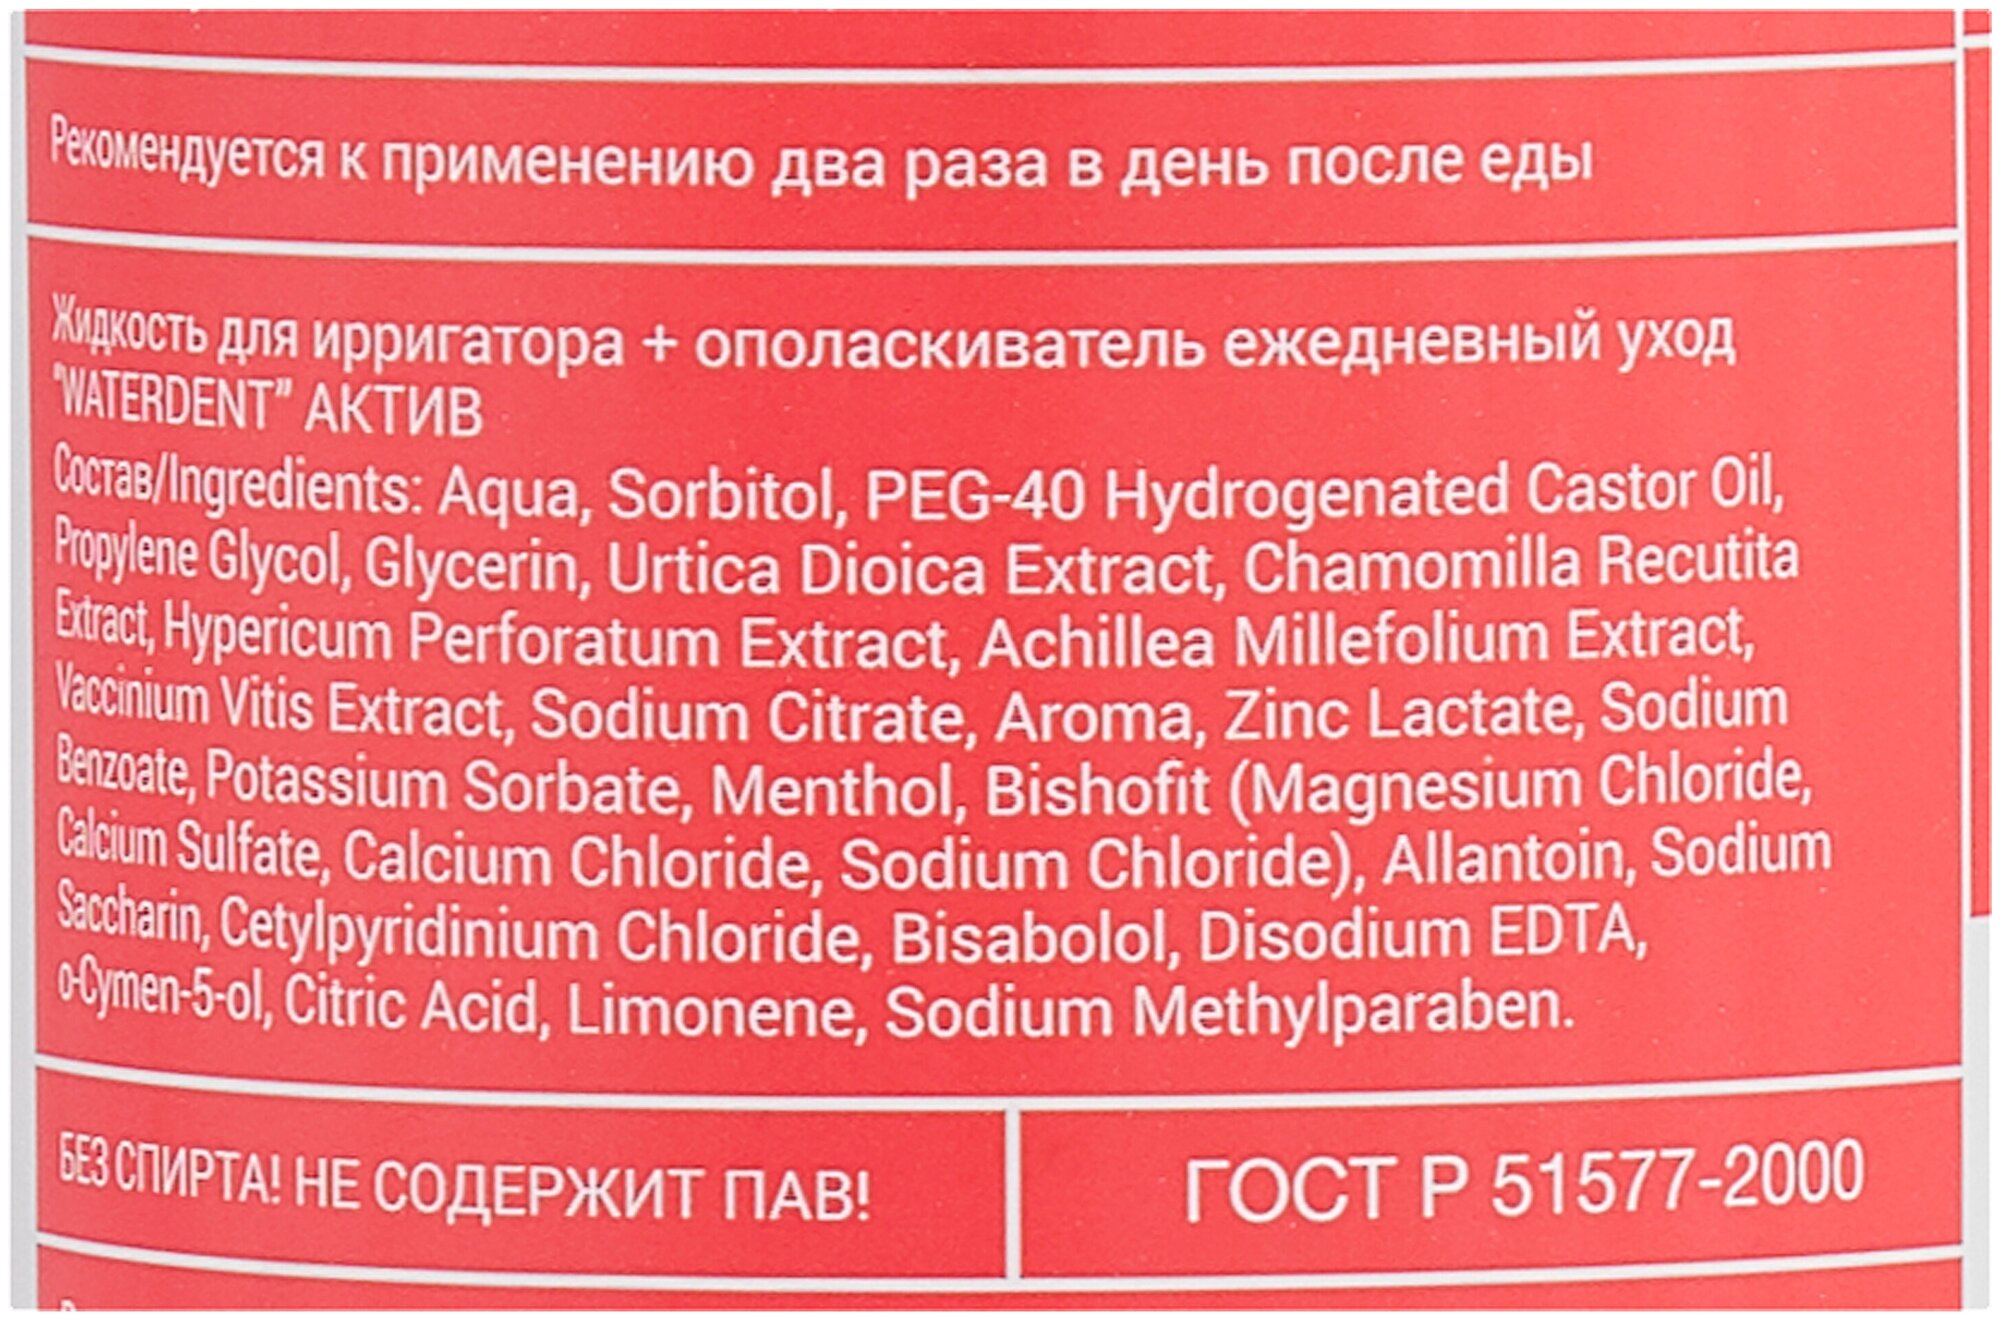 Рекомендуется к применению два раза в день после еды
Жидкость для ирригатора + ополаскиватель ежедневный уход
"WATERDENT" АКТИВ
Состав/Ingredients: Aqua, Sorbitol, PEG-40 Hydrogenated Castor Oil,
Propylene Glycol, Glycerin, Urtica Dioica Extract, Chamomilla Recutita
Extract, Hypericum Perforatum Extract, Achillea Millefolium Extract,
Vaccinium Vitis Extract, Sodium Citrate, Aroma, Zinc Lactate, Sodium
Benzoate, Potassium Sorbate, Menthol, Bishofit (Magnesium Chloride,
Calcium Sulfate, Calcium Chloride, Sodium Chloride), Allantoin, Sodium
Saccharin, Cetylpyridinium Chloride, Bisabolol, Disodium EDTA,
o-Cymen-5-ol, Citric Acid, Limonene, Sodium Methylparaben.
БЕЗ СПИРТА! НЕ СОДЕРЖИТ ПАВ!
ГОСТ Р 51577-2000